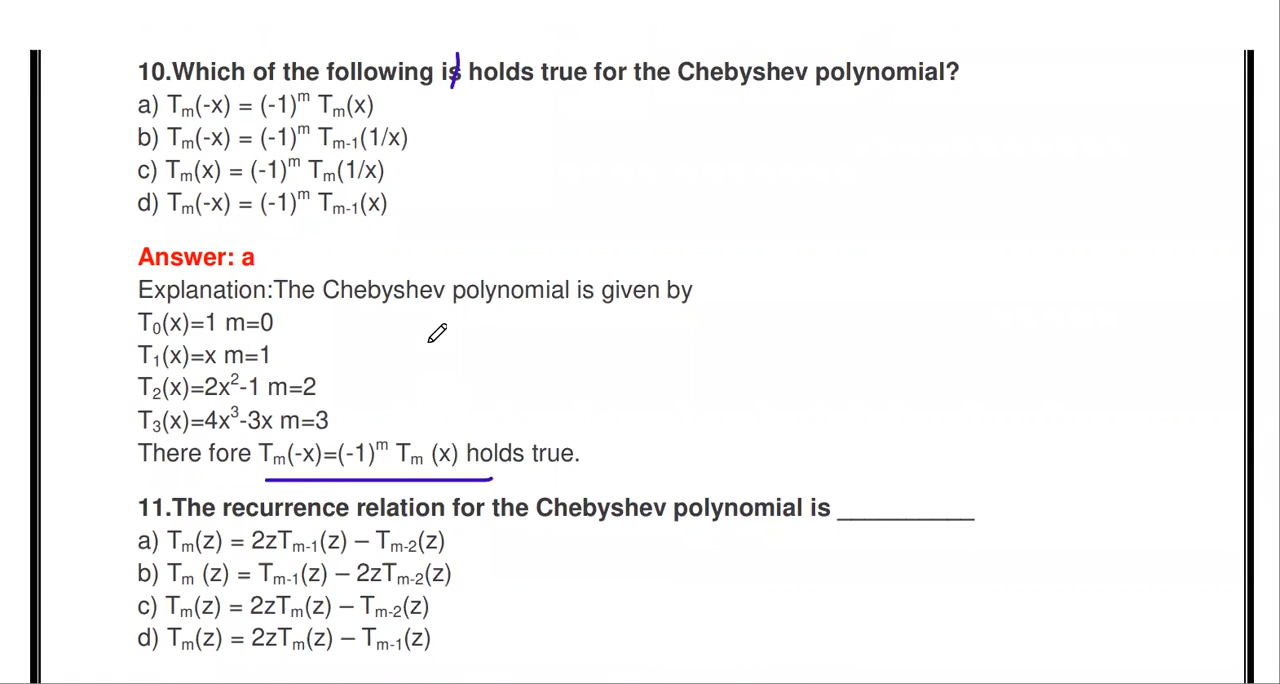 10.Which of the following is holds true for the Chebyshev polynomial?
a) Tₘ(-x) = (-1)ᵐ Tₘ(x)
b) Tₘ(-x) = (-1)ᵐ Tₘ₋₁(1/x)
c) Tₘ(x) = (-1)ᵐ Tₘ(1/x)
d) Tₘ(-x) = (-1)ᵐ Tₘ₋₁(x)
Answer: a
Explanation:The Chebyshev polynomial is given by
T₀(x)=1 m=0
T₁(x)=x m=1
T₂(x)=2x²-1 m=2
T₃(x)=4x³-3x m=3
There fore Tₘ(-x)=(-1)ᵐ Tₘ (x) holds true.
11.The recurrence relation for the Chebyshev polynomial is __________
a) Tₘ(z) = 2zTₘ₋₁(z) – Tₘ₋₂(z)
b) Tₘ (z) = Tₘ₋₁(z) – 2zTₘ₋₂(z)
c) Tₘ(z) = 2zTₘ(z) – Tₘ₋₂(z)
d) Tₘ(z) = 2zTₘ(z) – Tₘ₋₁(z)